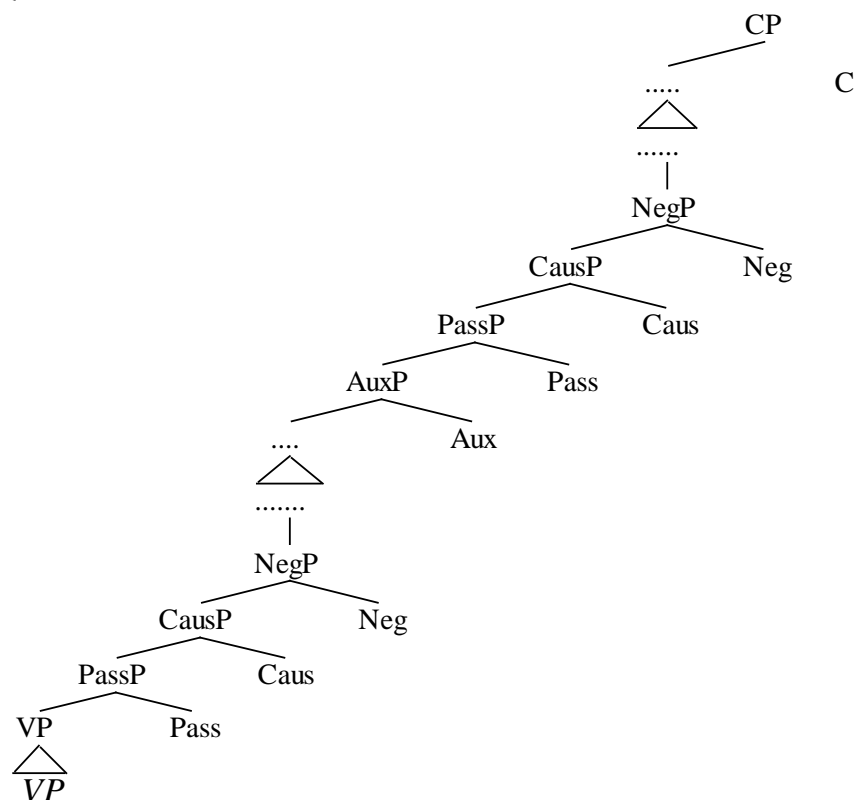 CP
..... C
......
NegP
CausP Neg
PassP Caus
AuxP Pass
.... Aux
.......
NegP
CausP Neg
PassP Caus
VP Pass
VP